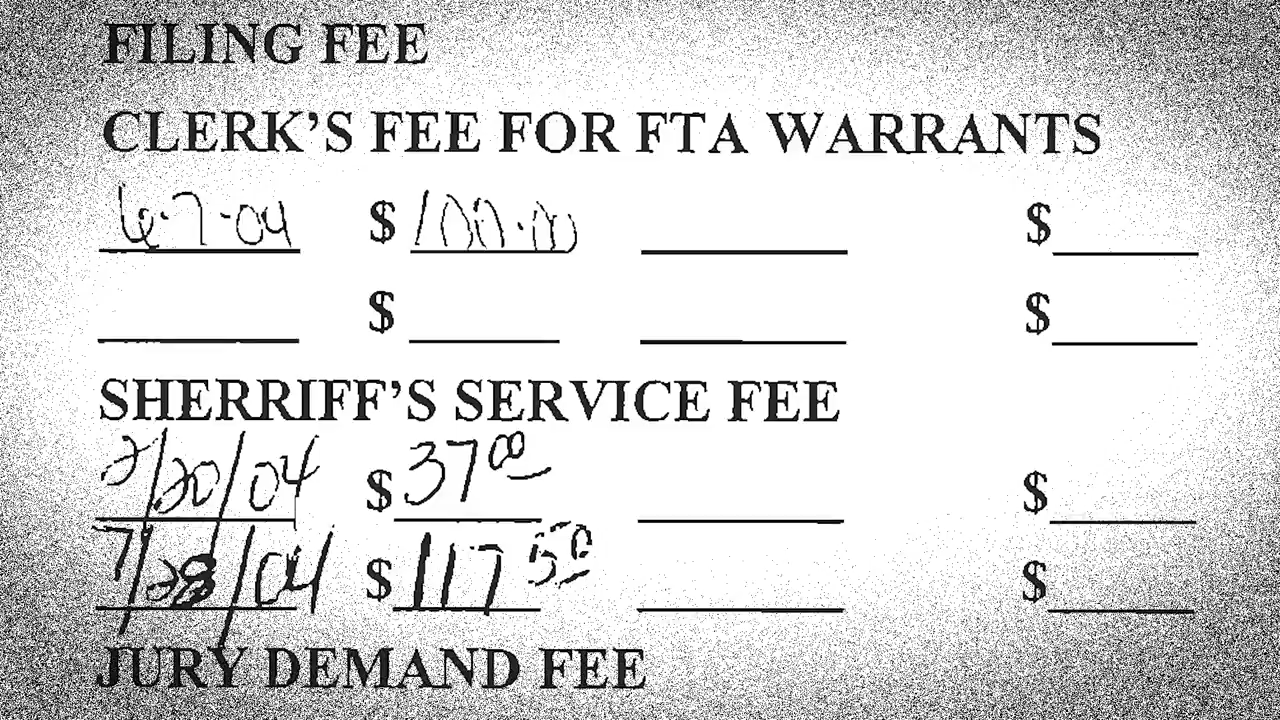 FILING FEE
CLERK'S FEE FOR FTA WARRANTS
6-7-04 $ 100.00 $
$ $
SHERRIFF'S SERVICE FEE
2/20/04 $ 37 00 $
7/28/04 $ 117 50 $
JURY DEMAND FEE